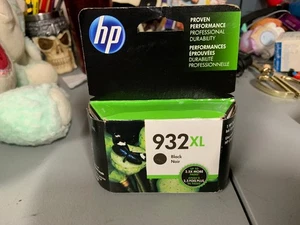 hp
PROVEN
PERFORMANCE
PROFESSIONAL
DURABILITY
PERFORMANCES
ÉPROUVÉES
DURABILITÉ
PROFESSIONNELLE
932XL
Black
Noir